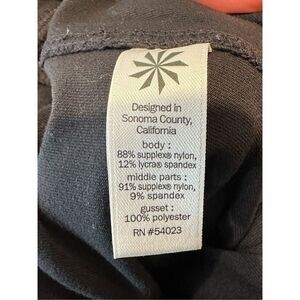 Designed in
Sonoma County,
California
body :
88% supplex® nylon,
12% lycra® spandex
middle parts :
91% supplex® nylon,
9% spandex
gusset :
100% polyester
RN #54023